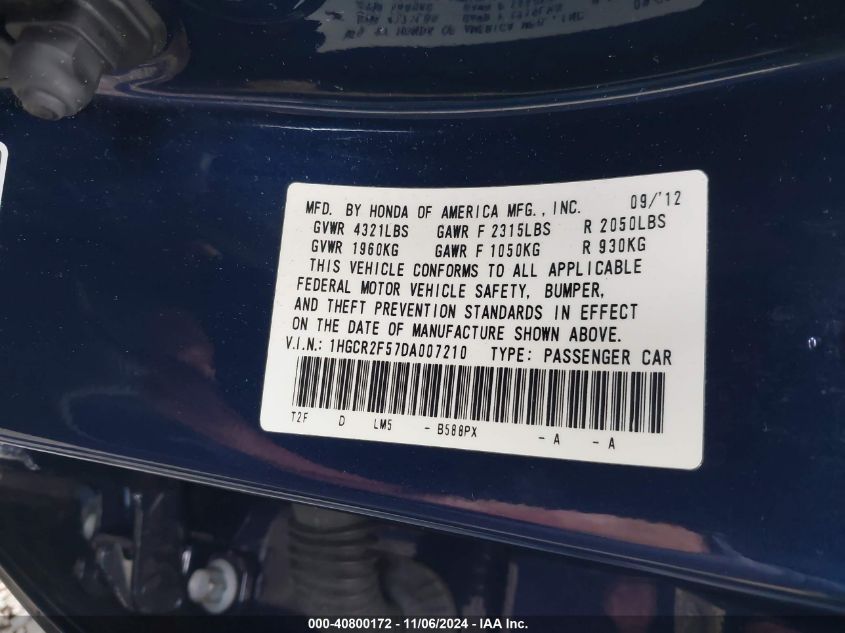 MFD. BY HONDA OF AMERICA MFG., INC. 09/'12
GVWR 4321LBS GAWR F 2315LBS R 2050LBS
GVWR 1960KG GAWR F 1050KG R 930KG
THIS VEHICLE CONFORMS TO ALL APPLICABLE
FEDERAL MOTOR VEHICLE SAFETY, BUMPER,
AND THEFT PREVENTION STANDARDS IN EFFECT
ON THE DATE OF MANUFACTURE SHOWN ABOVE.
V.I.N.: 1HGCR2F57DA007210 TYPE: PASSENGER CAR
T2F D LM5 - B588PX - A - A
000-40800172 | 11/06/2024 - IAA Inc.